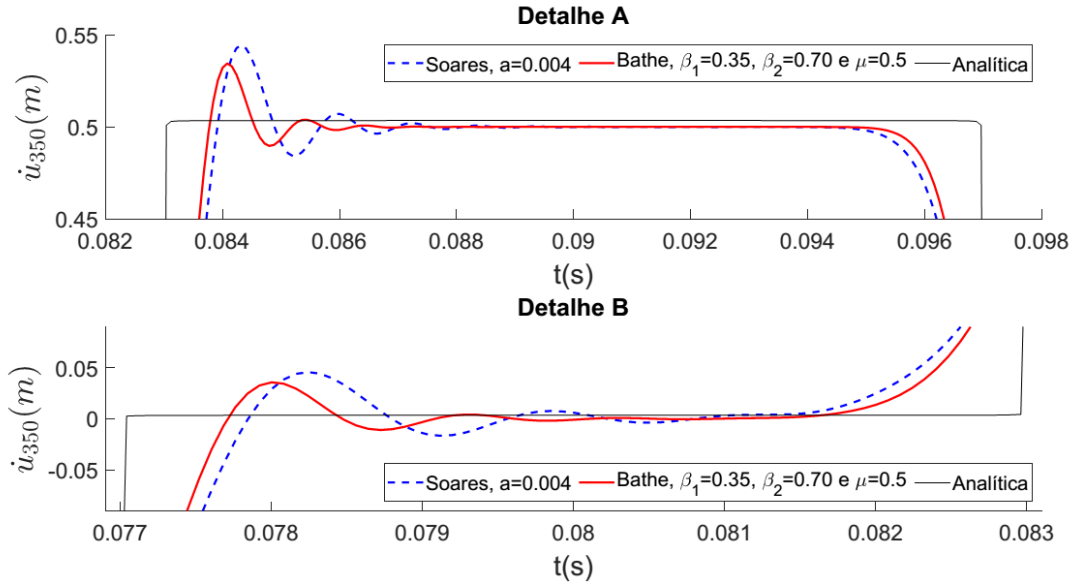 Detalhe A
0.55
0.5
0.45
u̇₃₅₀(m)
Soares, a=0.004 Bathe, β₁=0.35, β₂=0.70 e μ=0.5 Analítica
0.082 0.084 0.086 0.088 0.09 0.092 0.094 0.096 0.098
t(s)
Detalhe B
0.05
0
-0.05
u̇₃₅₀(m)
Soares, a=0.004 Bathe, β₁=0.35, β₂=0.70 e μ=0.5 Analítica
0.077 0.078 0.079 0.08 0.081 0.082 0.083
t(s)